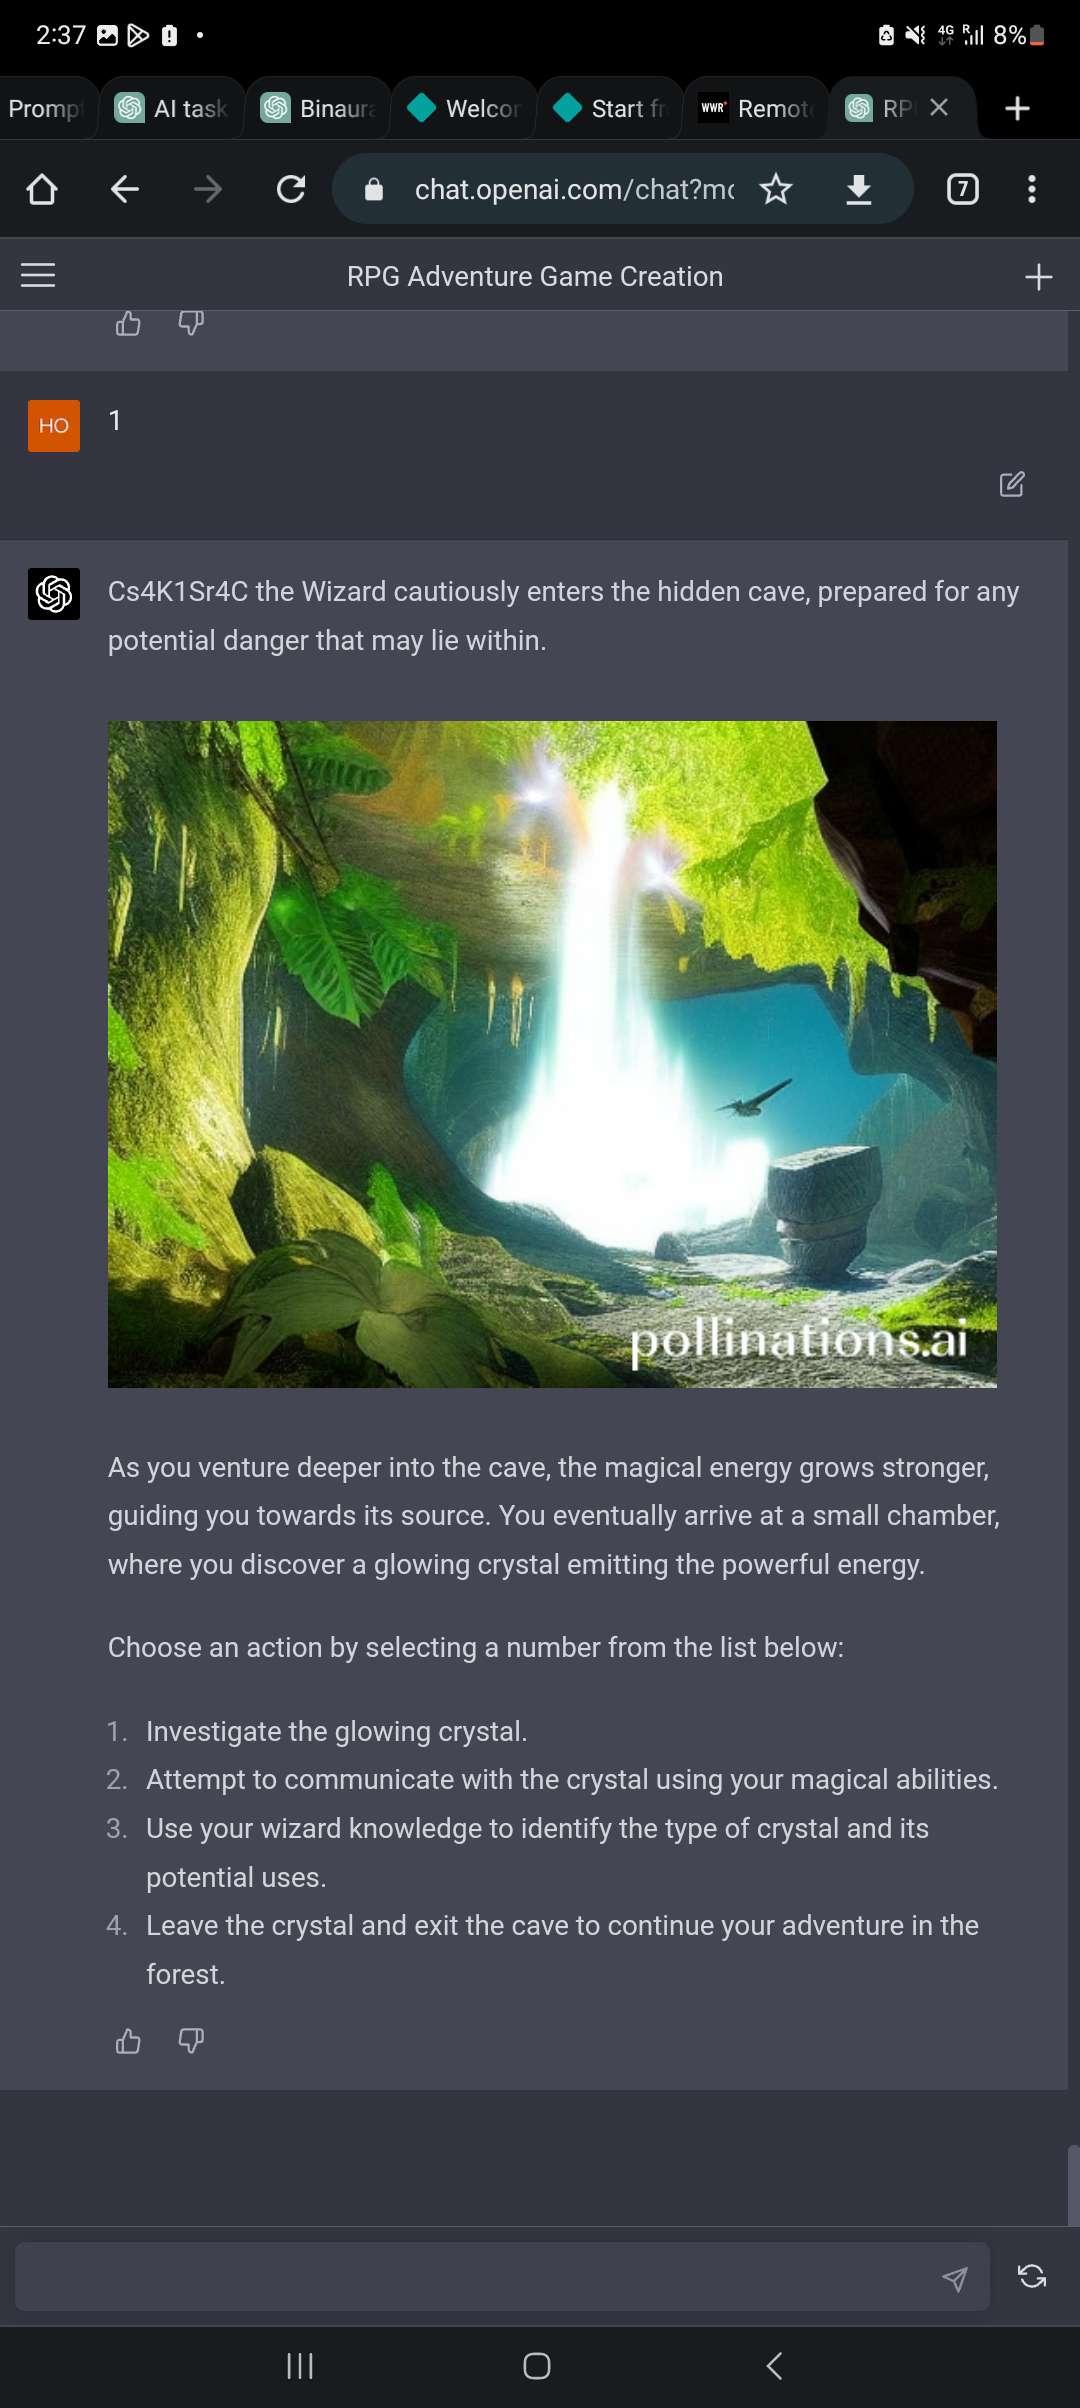 2:37 4G R 8%
Promp AI task Binaura Welcor Start fr WWR Remote RP
chat.openai.com/chat?mo 7
RPG Adventure Game Creation
HO 1
Cs4K1Sr4C the Wizard cautiously enters the hidden cave, prepared for any
potential danger that may lie within.
pollinations.ai
As you venture deeper into the cave, the magical energy grows stronger,
guiding you towards its source. You eventually arrive at a small chamber,
where you discover a glowing crystal emitting the powerful energy.
Choose an action by selecting a number from the list below:
1. Investigate the glowing crystal.
2. Attempt to communicate with the crystal using your magical abilities.
3. Use your wizard knowledge to identify the type of crystal and its
potential uses.
4. Leave the crystal and exit the cave to continue your adventure in the
forest.